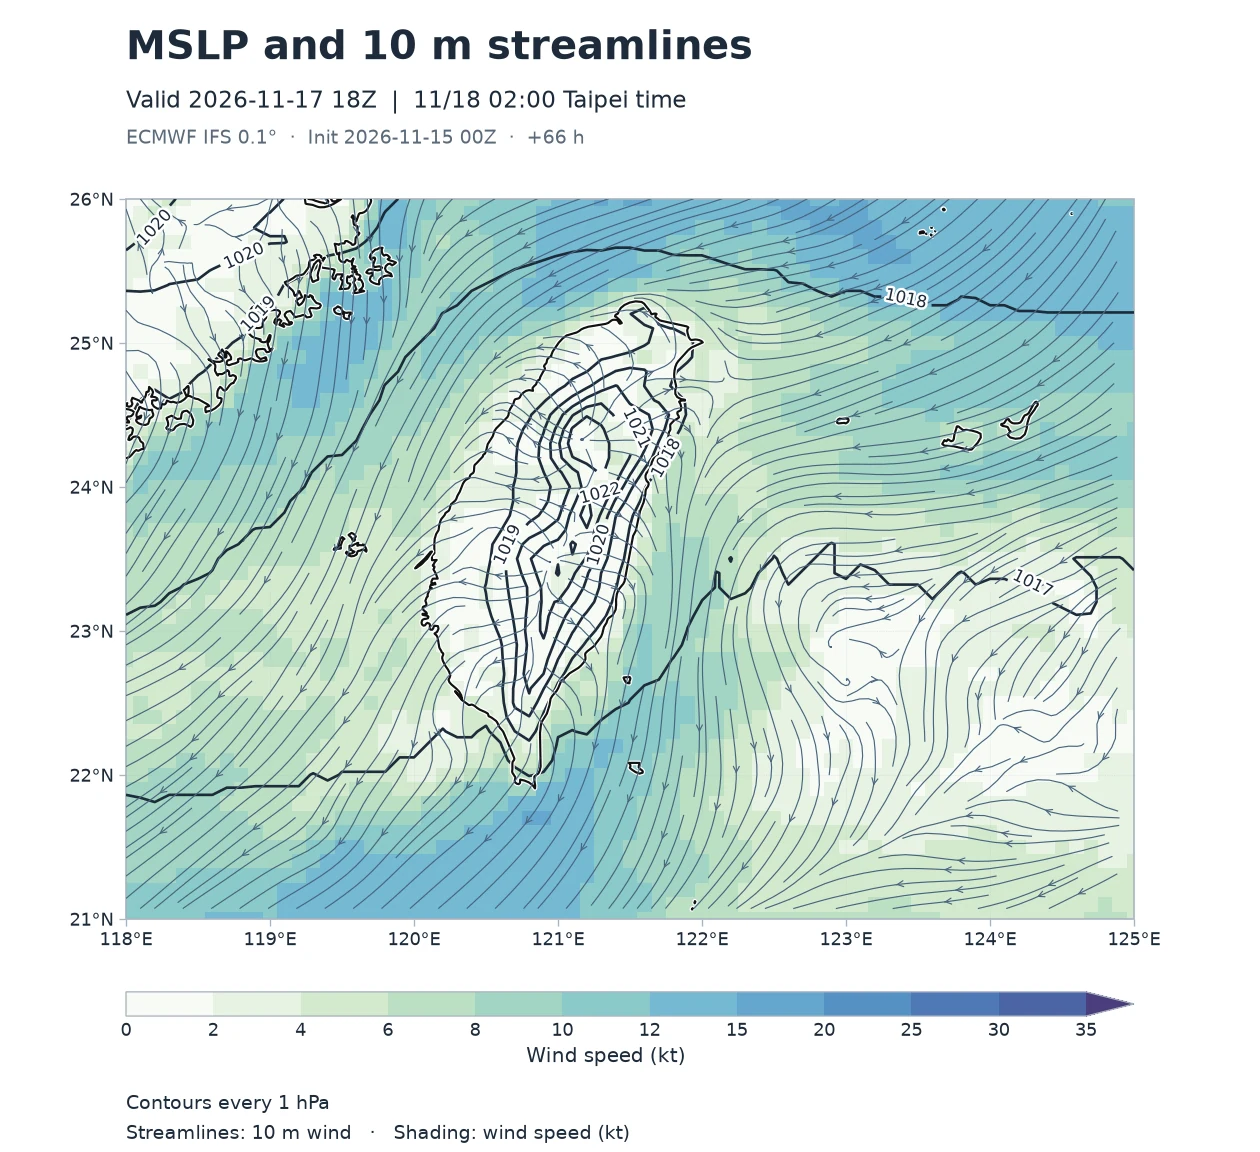 MSLP and 10 m streamlines
Valid 2026-11-17 18Z | 11/18 02:00 Taipei time
ECMWF IFS 0.1° · Init 2026-11-15 00Z · +66 h
26°N
1020
1020
1018
1019
25°N
1021
1018
24°N
1022
1019
1020
1017
23°N
22°N
21°N
118°E 119°E 120°E 121°E 122°E 123°E 124°E 125°E
0 2 4 6 8 10 12 15 20 25 30 35
Wind speed (kt)
Contours every 1 hPa
Streamlines: 10 m wind · Shading: wind speed (kt)